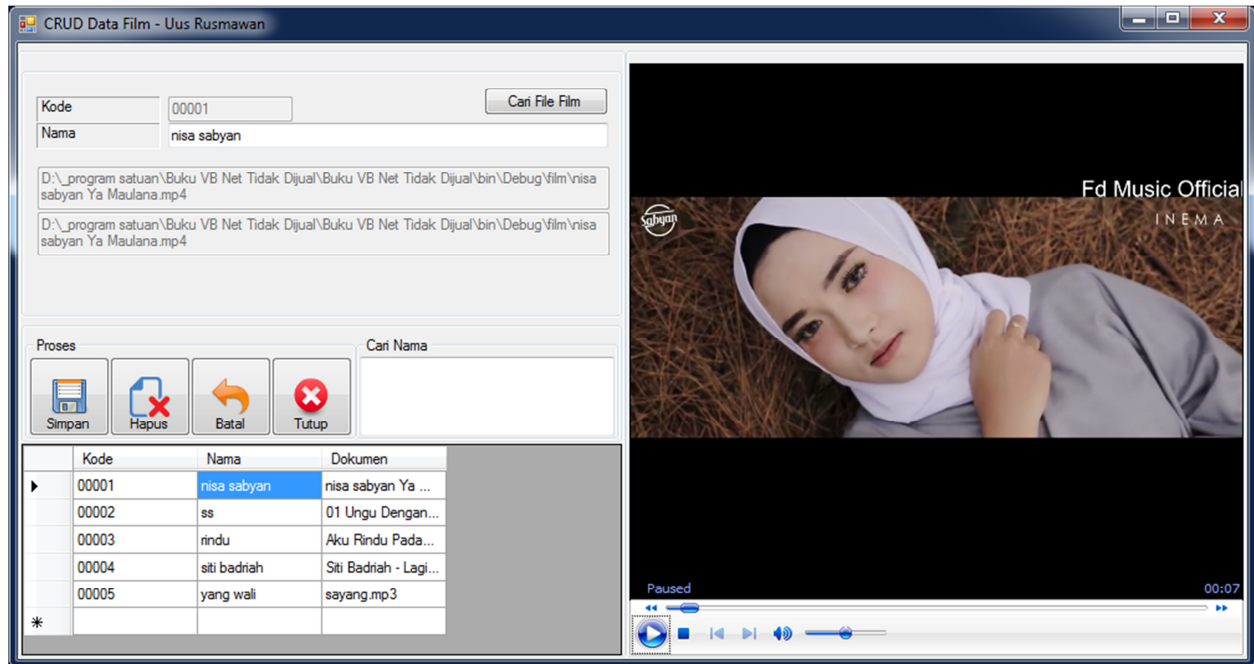 CRUD Data Film - Uus Rusmawan
Kode
00001
Cari File Film
Nama
nisa sabyan
D:\_program satuan\Buku VB Net Tidak Dijual\Buku VB Net Tidak Dijual\bin\Debug\film\nisa
sabyan Ya Maulana.mp4
D:\_program satuan\Buku VB Net Tidak Dijual\Buku VB Net Tidak Dijual\bin\Debug\film\nisa
sabyan Ya Maulana.mp4
Proses
Simpan
Hapus
Batal
Tutup
Cari Nama
Kode Nama Dokumen
00001 nisa sabyan nisa sabyan Ya ...
00002 ss 01 Ungu Dengan...
00003 rindu Aku Rindu Pada...
00004 siti badriah Siti Badriah - Lagi...
00005 yang wali sayang.mp3
Fd Music Official
Sabyan
INEMA
Paused
00:07